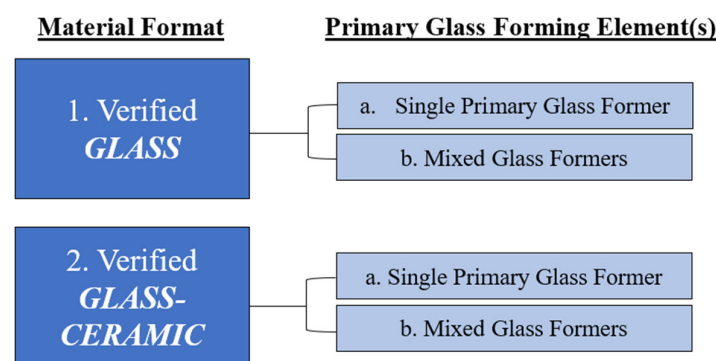 Material Format
Primary Glass Forming Element(s)
1. Verified
GLASS
a. Single Primary Glass Former
b. Mixed Glass Formers
2. Verified
GLASS-
CERAMIC
a. Single Primary Glass Former
b. Mixed Glass Formers